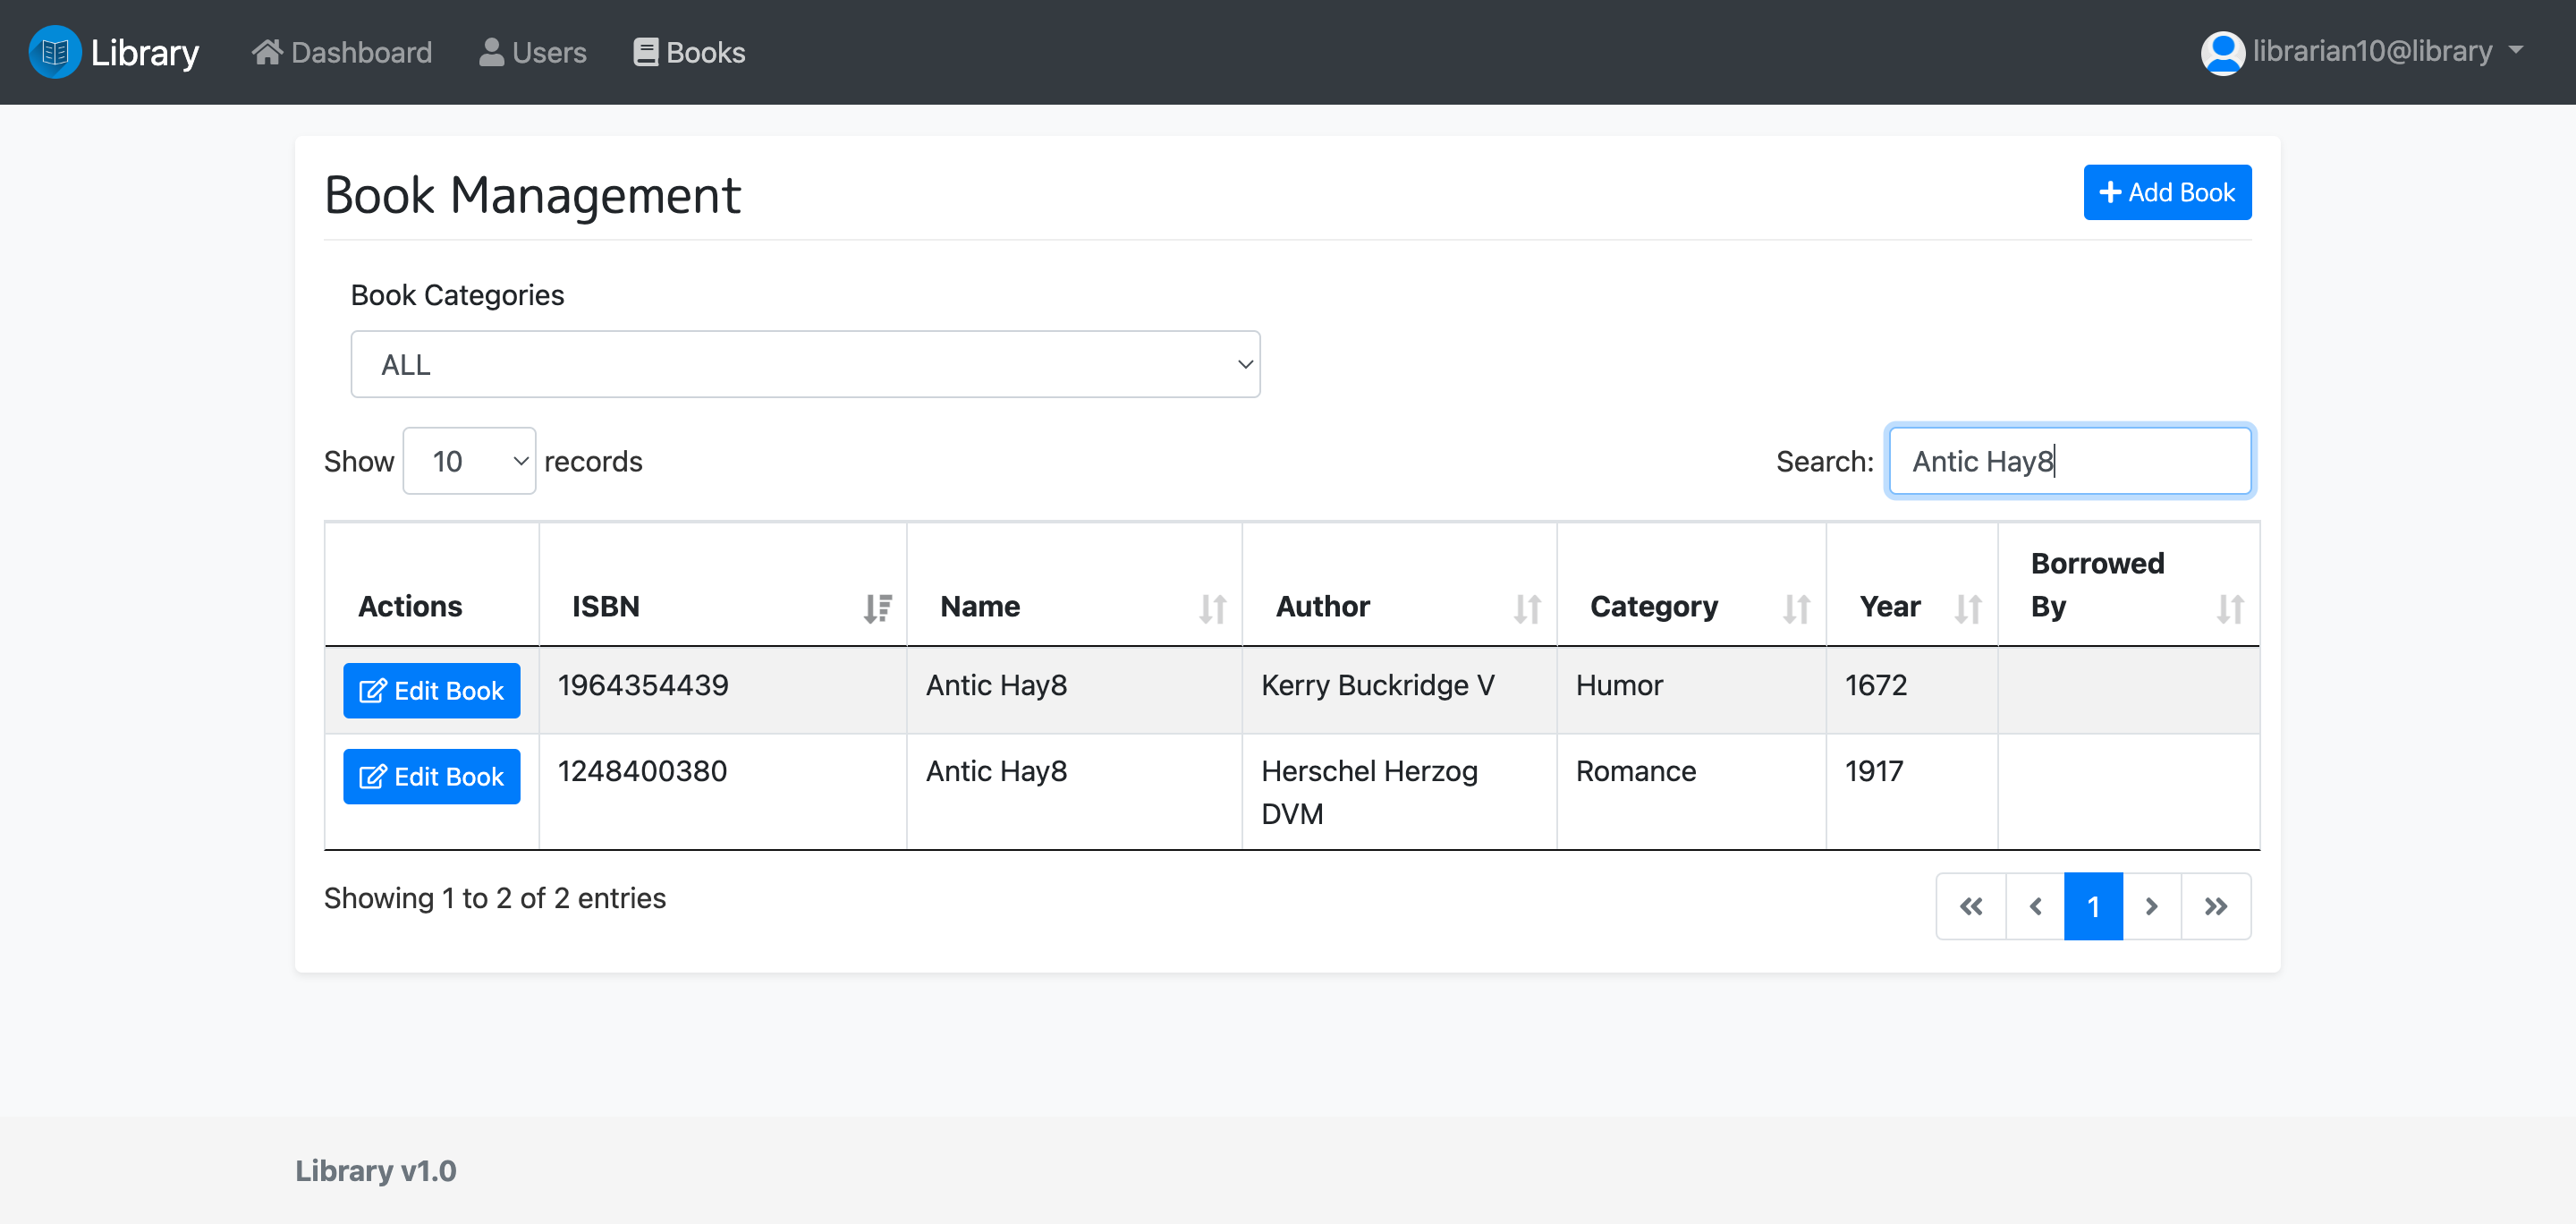 Library Dashboard Users Books librarian10@library
Book Management Add Book
Book Categories
ALL
Show 10 records Search: Antic Hay8
Actions ISBN Name Author Category Year Borrowed By
Edit Book 1964354439 Antic Hay8 Kerry Buckridge V Humor 1672
Edit Book 1248400380 Antic Hay8 Herschel Herzog DVM Romance 1917
Showing 1 to 2 of 2 entries 1
Library v1.0